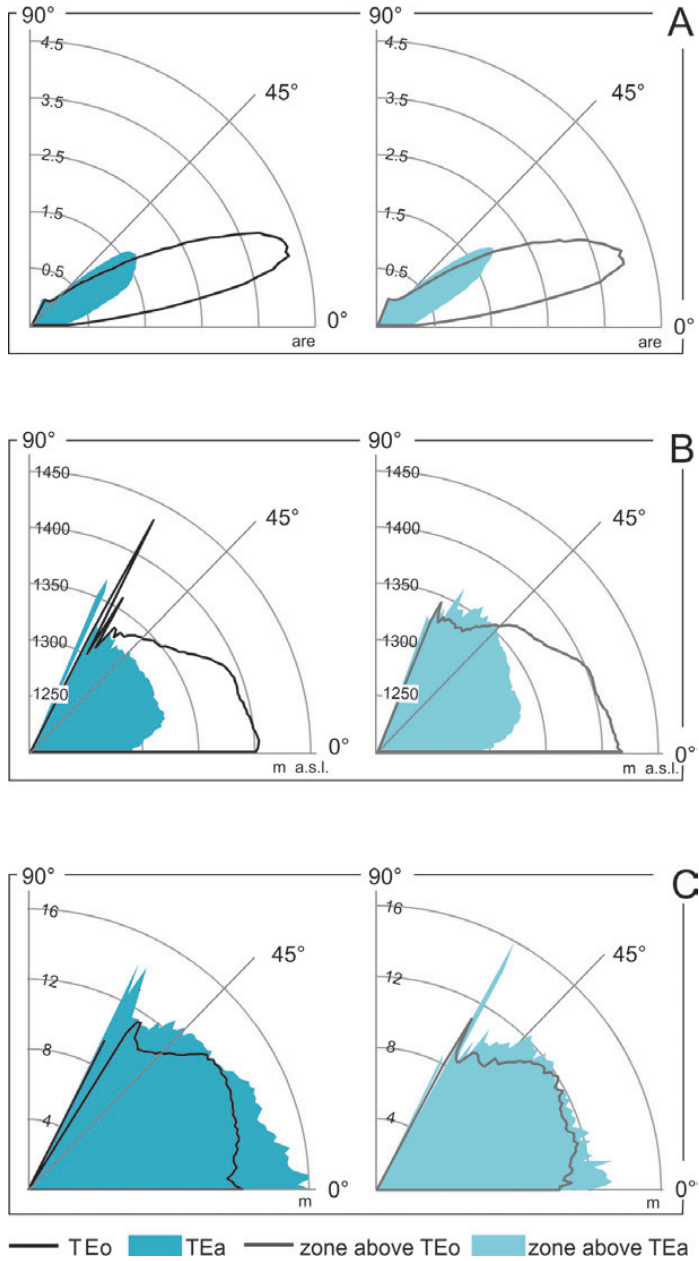 90° 90° A
4.5 4.5
45° 45°
3.5 3.5
2.5 2.5
1.5 1.5
0.5 0.5
0° 0°
are are
90° 90° B
1450 1450
45° 45°
1400 1400
1350 1350
1300 1300
1250 1250
0° 0°
m a.s.l. m a.s.l.
90° 90° C
16 16
45° 45°
12 12
8 8
4 4
0° 0°
m m
TEo TEa zone above TEo zone above TEa